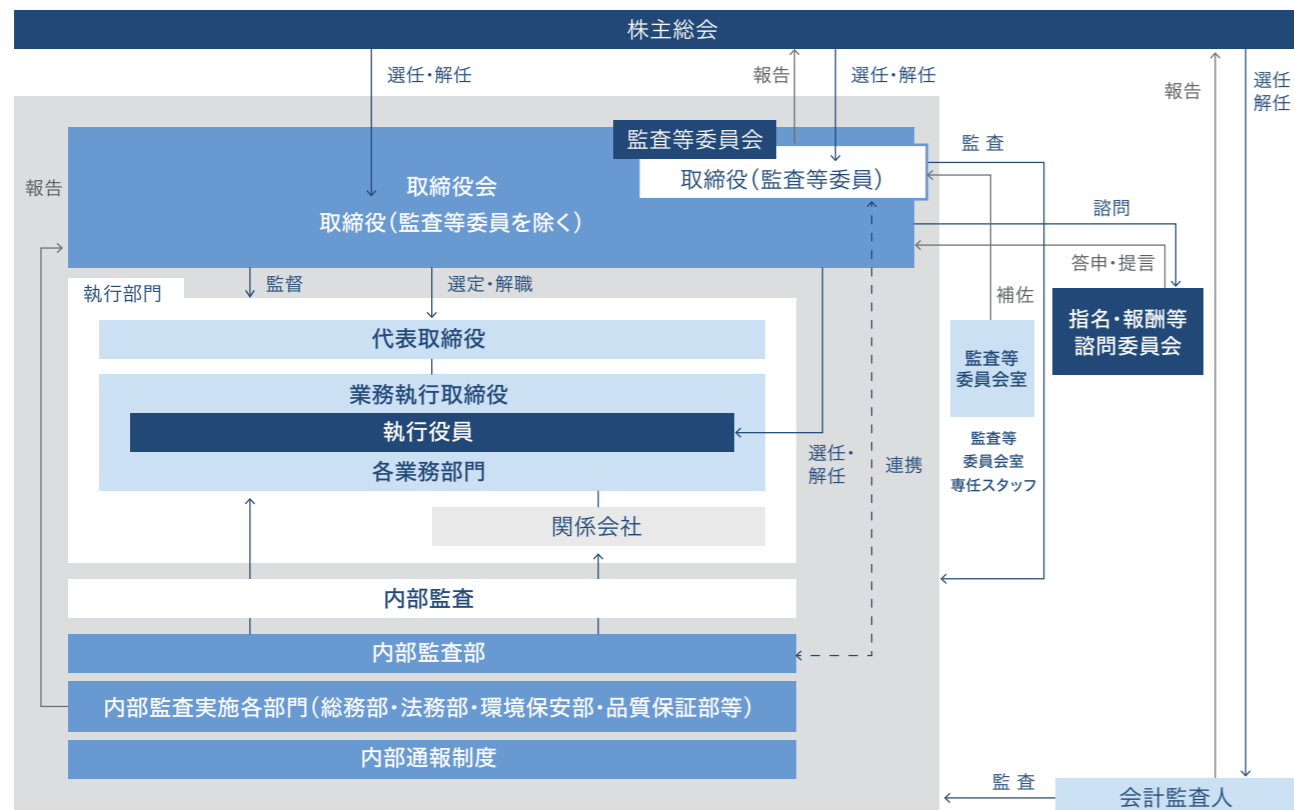 株主総会
選任・解任
報告
選任・解任
報告
選任
解任
監査等委員会
監 査
取締役会
取締役（監査等委員）
報告
取締役（監査等委員を除く）
諮問
答申・提言
執行部門
監督
選定・解職
補佐
指名・報酬等
諮問委員会
代表取締役
監査等
委員会室
業務執行取締役
執行役員
各業務部門
選任・
解任
連携
監査等
委員会室
専任スタッフ
関係会社
内部監査
内部監査部
内部監査実施各部門（総務部・法務部・環境保安部・品質保証部等）
内部通報制度
監 査
会計監査人